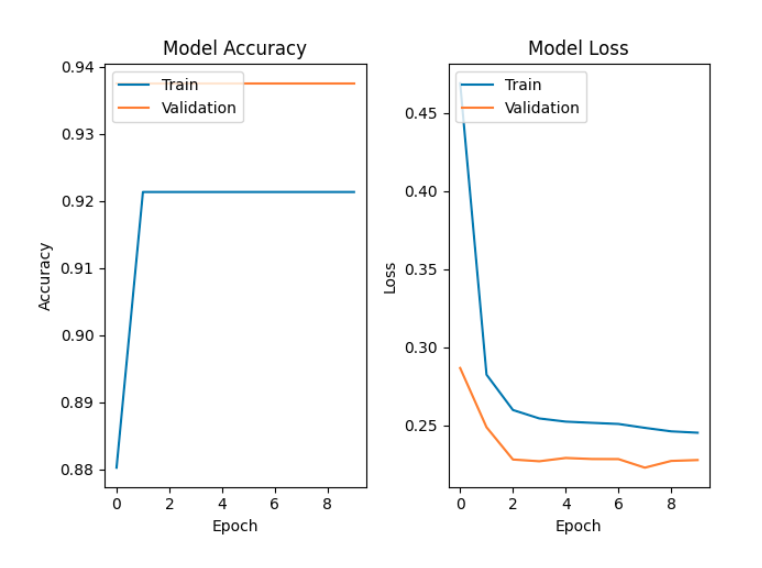 Model Accuracy
0.94
0.93
0.92
0.91
0.90
0.89
0.88
Accuracy
Train
Validation
0 2 4 6 8
Epoch
Model Loss
0.45
0.40
0.35
0.30
0.25
Loss
Train
Validation
0 2 4 6 8
Epoch